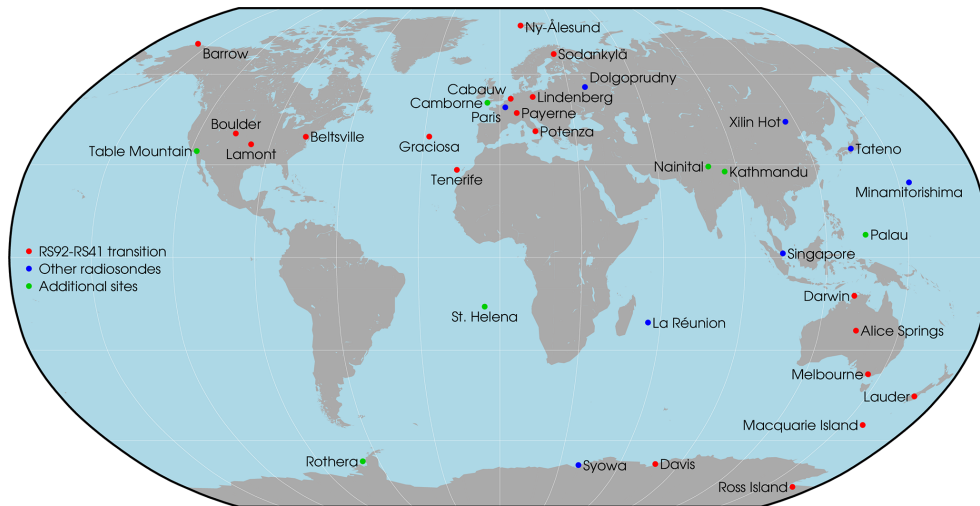 Ny-Ålesund
Barrow
Sodankylä
Dolgoprudny
Cabauw
Lindenberg
Camborne
Paris
Payerne
Boulder
Xilin Hot
Beltsville
Potenza
Graciosa
Table Mountain
Lamont
Tateno
Nainital
Kathmandu
Tenerife
Minamitorishima
Palau
RS92-RS41 transition
Other radiosondes
Additional sites
Singapore
Darwin
St. Helena
La Réunion
Alice Springs
Melbourne
Lauder
Macquarie Island
Rothera
Syowa
Davis
Ross Island